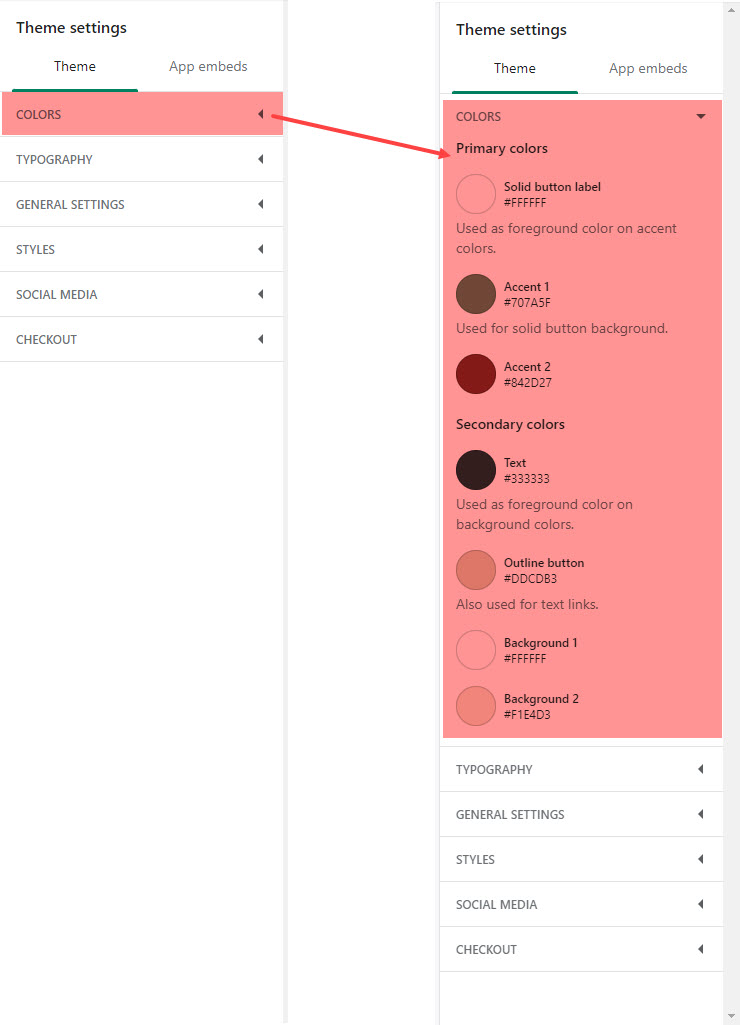 Theme settings
Theme
App embeds
COLORS
TYPOGRAPHY
GENERAL SETTINGS
STYLES
SOCIAL MEDIA
CHECKOUT
Theme settings
Theme
App embeds
COLORS
Primary colors
Solid button label
#FFFFFF
Used as foreground color on accent
colors.
Accent 1
#707A5F
Used for solid button background.
Accent 2
#842D27
Secondary colors
Text
#333333
Used as foreground color on
background colors.
Outline button
#DDCDB3
Also used for text links.
Background 1
#FFFFFF
Background 2
#F1E4D3
TYPOGRAPHY
GENERAL SETTINGS
STYLES
SOCIAL MEDIA
CHECKOUT